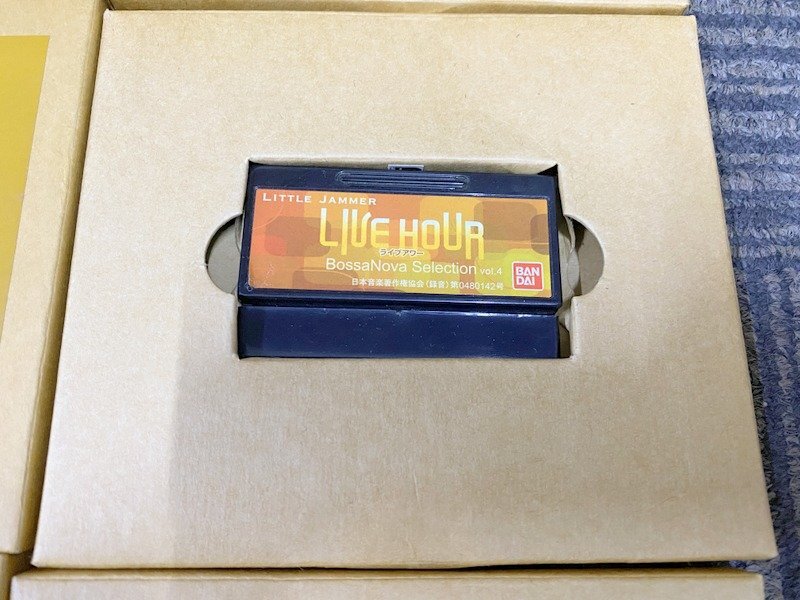 LITTLE JAMMER
LIVE HOUR
ライブアワー
BossaNova Selection vol.4
BAN
DAI
日本音楽著作権協会(録音)第0480142号